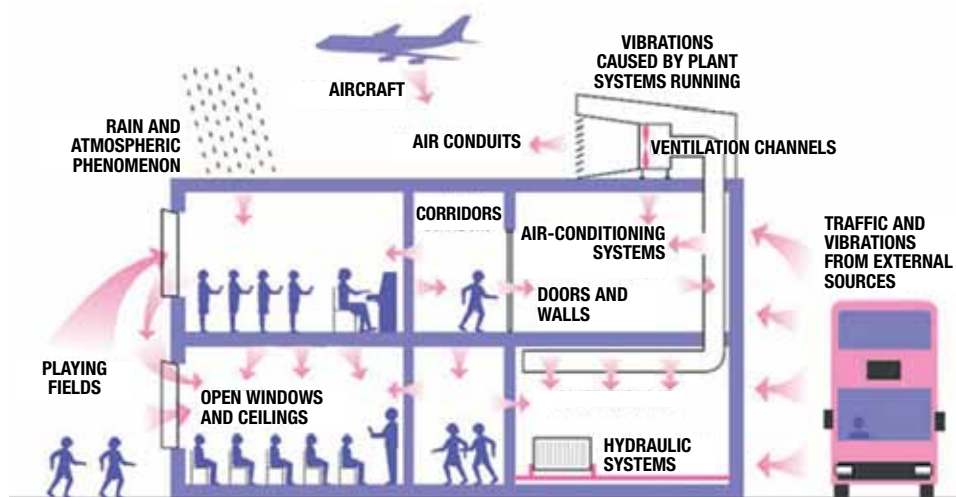 VIBRATIONS
CAUSED BY PLANT
SYSTEMS RUNNING
AIRCRAFT
RAIN AND
ATMOSPHERIC
PHENOMENON
AIR CONDUITS
VENTILATION CHANNELS
CORRIDORS
AIR-CONDITIONING
SYSTEMS
TRAFFIC AND
VIBRATIONS
FROM EXTERNAL
SOURCES
DOORS AND
WALLS
PLAYING
FIELDS
OPEN WINDOWS
AND CEILINGS
HYDRAULIC
SYSTEMS